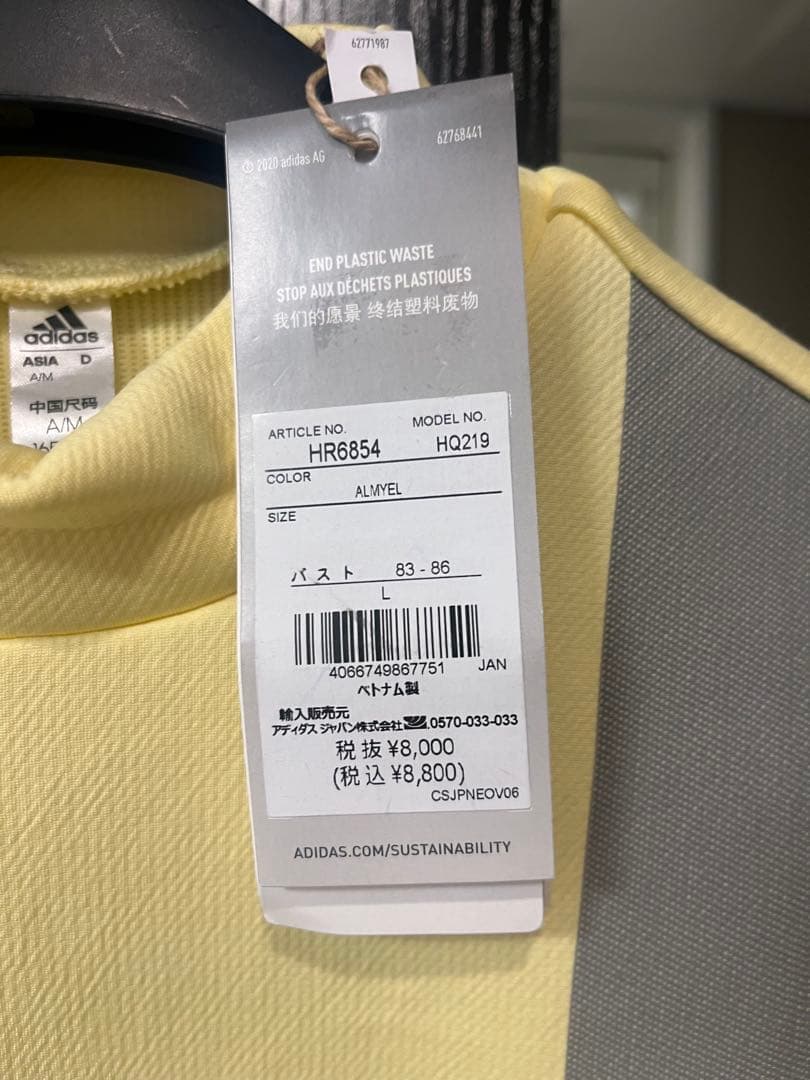 62771987
© 2020 adidas AG
62768441
END PLASTIC WASTE
STOP AUX DÉCHETS PLASTIQUES
我们的愿景 终结塑料废物
adidas
ASIA D
A/M
中国尺码
A/M
ARTICLE NO. MODEL NO.
HR6854 HQ219
COLOR
ALMYEL
SIZE
バスト 83 - 86
L
4066749867751 JAN
ベトナム製
輸入販売元
アディダス ジャパン株式会社 .0570-033-033
税抜 ¥8,000
(税込 ¥8,800)
CSJPNEOV06
ADIDAS.COM/SUSTAINABILITY